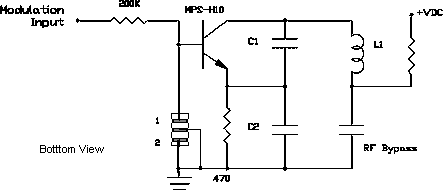 200K
MPS-H10
+VDC
Modulation
Input
C1
L1
1
2
C2
Botttom View
RF Bypass
470